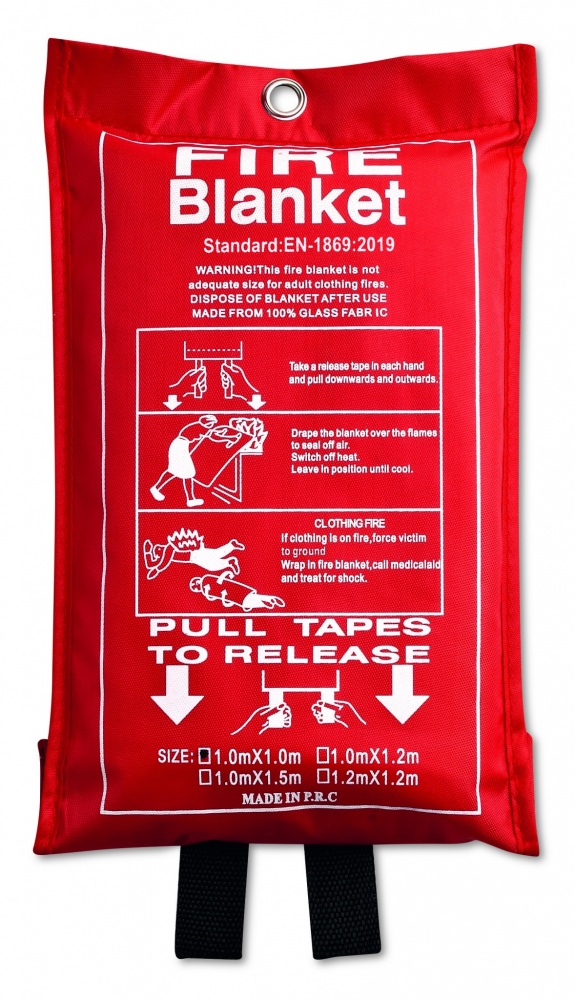 FIRE
Blanket
Standard:EN-1869:2019
WARNING!This fire blanket is not
adequate size for adult clothing fires.
DISPOSE OF BLANKET AFTER USE
MADE FROM 100% GLASS FABR IC
Take a release tape in each hand
and pull downwards and outwards.
Drape the blanket over the flames
to seal off air.
Switch off heat.
Leave in position until cool.
CLOTHING FIRE
If clothing is on fire,force victim
to ground
Wrap in fire blanket,call medicalaid
and treat for shock.
PULL TAPES
TO RELEASE
SIZE: 1.0mX1.0m 1.0mX1.2m
1.0mX1.5m 1.2mX1.2m
MADE IN P.R.C